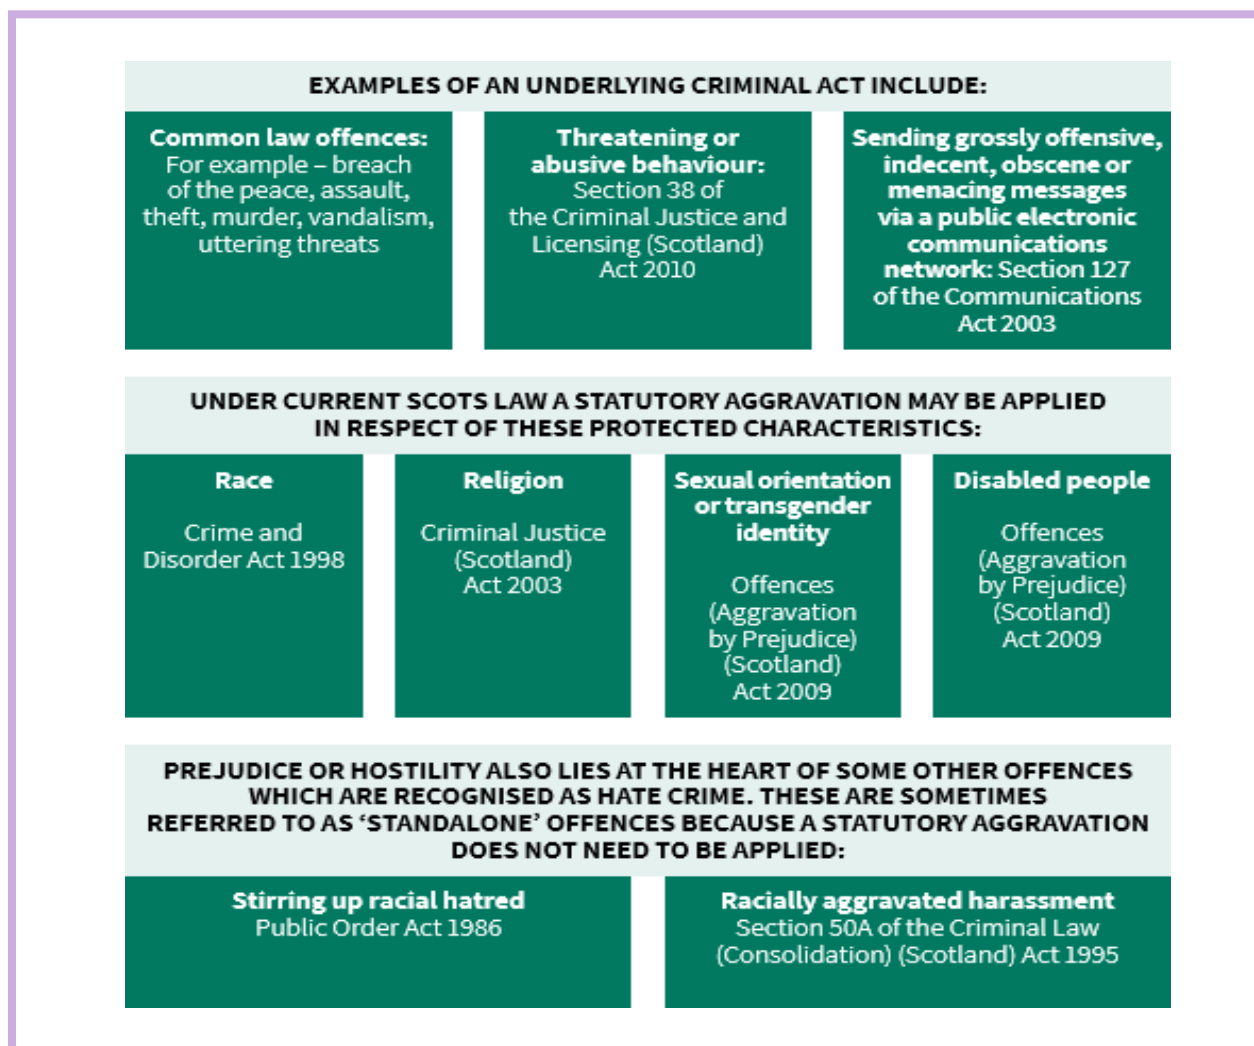 EXAMPLES OF AN UNDERLYING CRIMINAL ACT INCLUDE:
Common law offences:
For example – breach
of the peace, assault,
theft, murder, vandalism,
uttering threats
Threatening or
abusive behaviour:
Section 38 of
the Criminal Justice and
Licensing (Scotland)
Act 2010
Sending grossly offensive,
indecent, obscene or
menacing messages
via a public electronic
communications
network: Section 127
of the Communications
Act 2003
UNDER CURRENT SCOTS LAW A STATUTORY AGGRAVATION MAY BE APPLIED
IN RESPECT OF THESE PROTECTED CHARACTERISTICS:
Race
Crime and
Disorder Act 1998
Religion
Criminal Justice
(Scotland)
Act 2003
Sexual orientation
or transgender
identity
Offences
(Aggravation
by Prejudice)
(Scotland)
Act 2009
Disabled people
Offences
(Aggravation
by Prejudice)
(Scotland)
Act 2009
PREJUDICE OR HOSTILITY ALSO LIES AT THE HEART OF SOME OTHER OFFENCES
WHICH ARE RECOGNISED AS HATE CRIME. THESE ARE SOMETIMES
REFERRED TO AS ‘STANDALONE’ OFFENCES BECAUSE A STATUTORY AGGRAVATION
DOES NOT NEED TO BE APPLIED:
Stirring up racial hatred
Public Order Act 1986
Racially aggravated harassment
Section 50A of the Criminal Law
(Consolidation) (Scotland) Act 1995